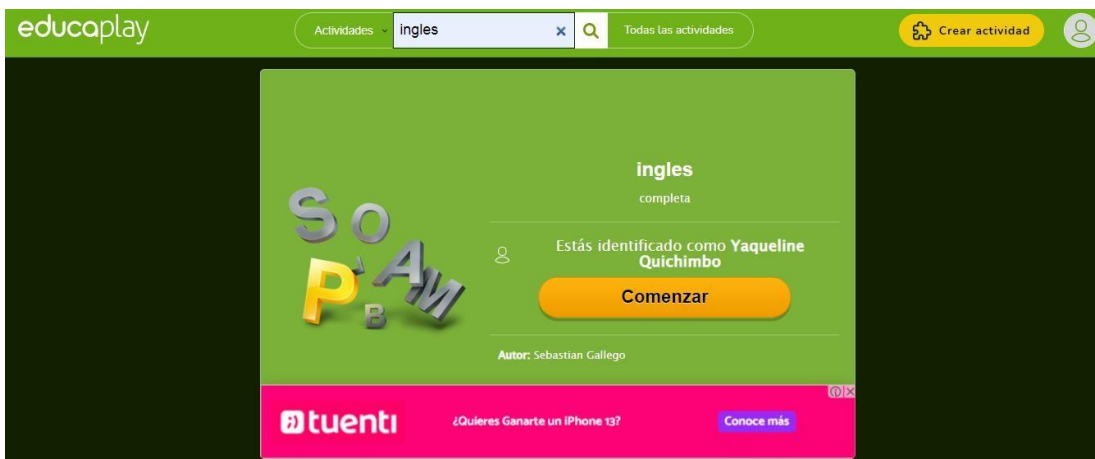 educaplay
Actividades
ingles
Todas las actividades
Crear actividad
S O P A B M
ingles
completa
Estás identificado como Yaqueline
Quichimbo
Comenzar
Autor: Sebastian Gallego
tuenti
¿Quieres Ganarte un iPhone 13?
Conoce más